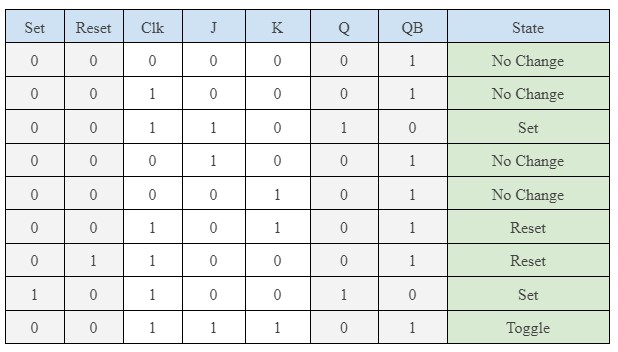 Set Reset Clk J K Q QB State
0 0 0 0 0 0 1 No Change
0 0 1 0 0 0 1 No Change
0 0 1 1 0 1 0 Set
0 0 0 1 0 0 1 No Change
0 0 0 0 1 0 1 No Change
0 0 1 0 1 0 1 Reset
0 1 1 0 0 0 1 Reset
1 0 1 0 0 1 0 Set
0 0 1 1 1 0 1 Toggle